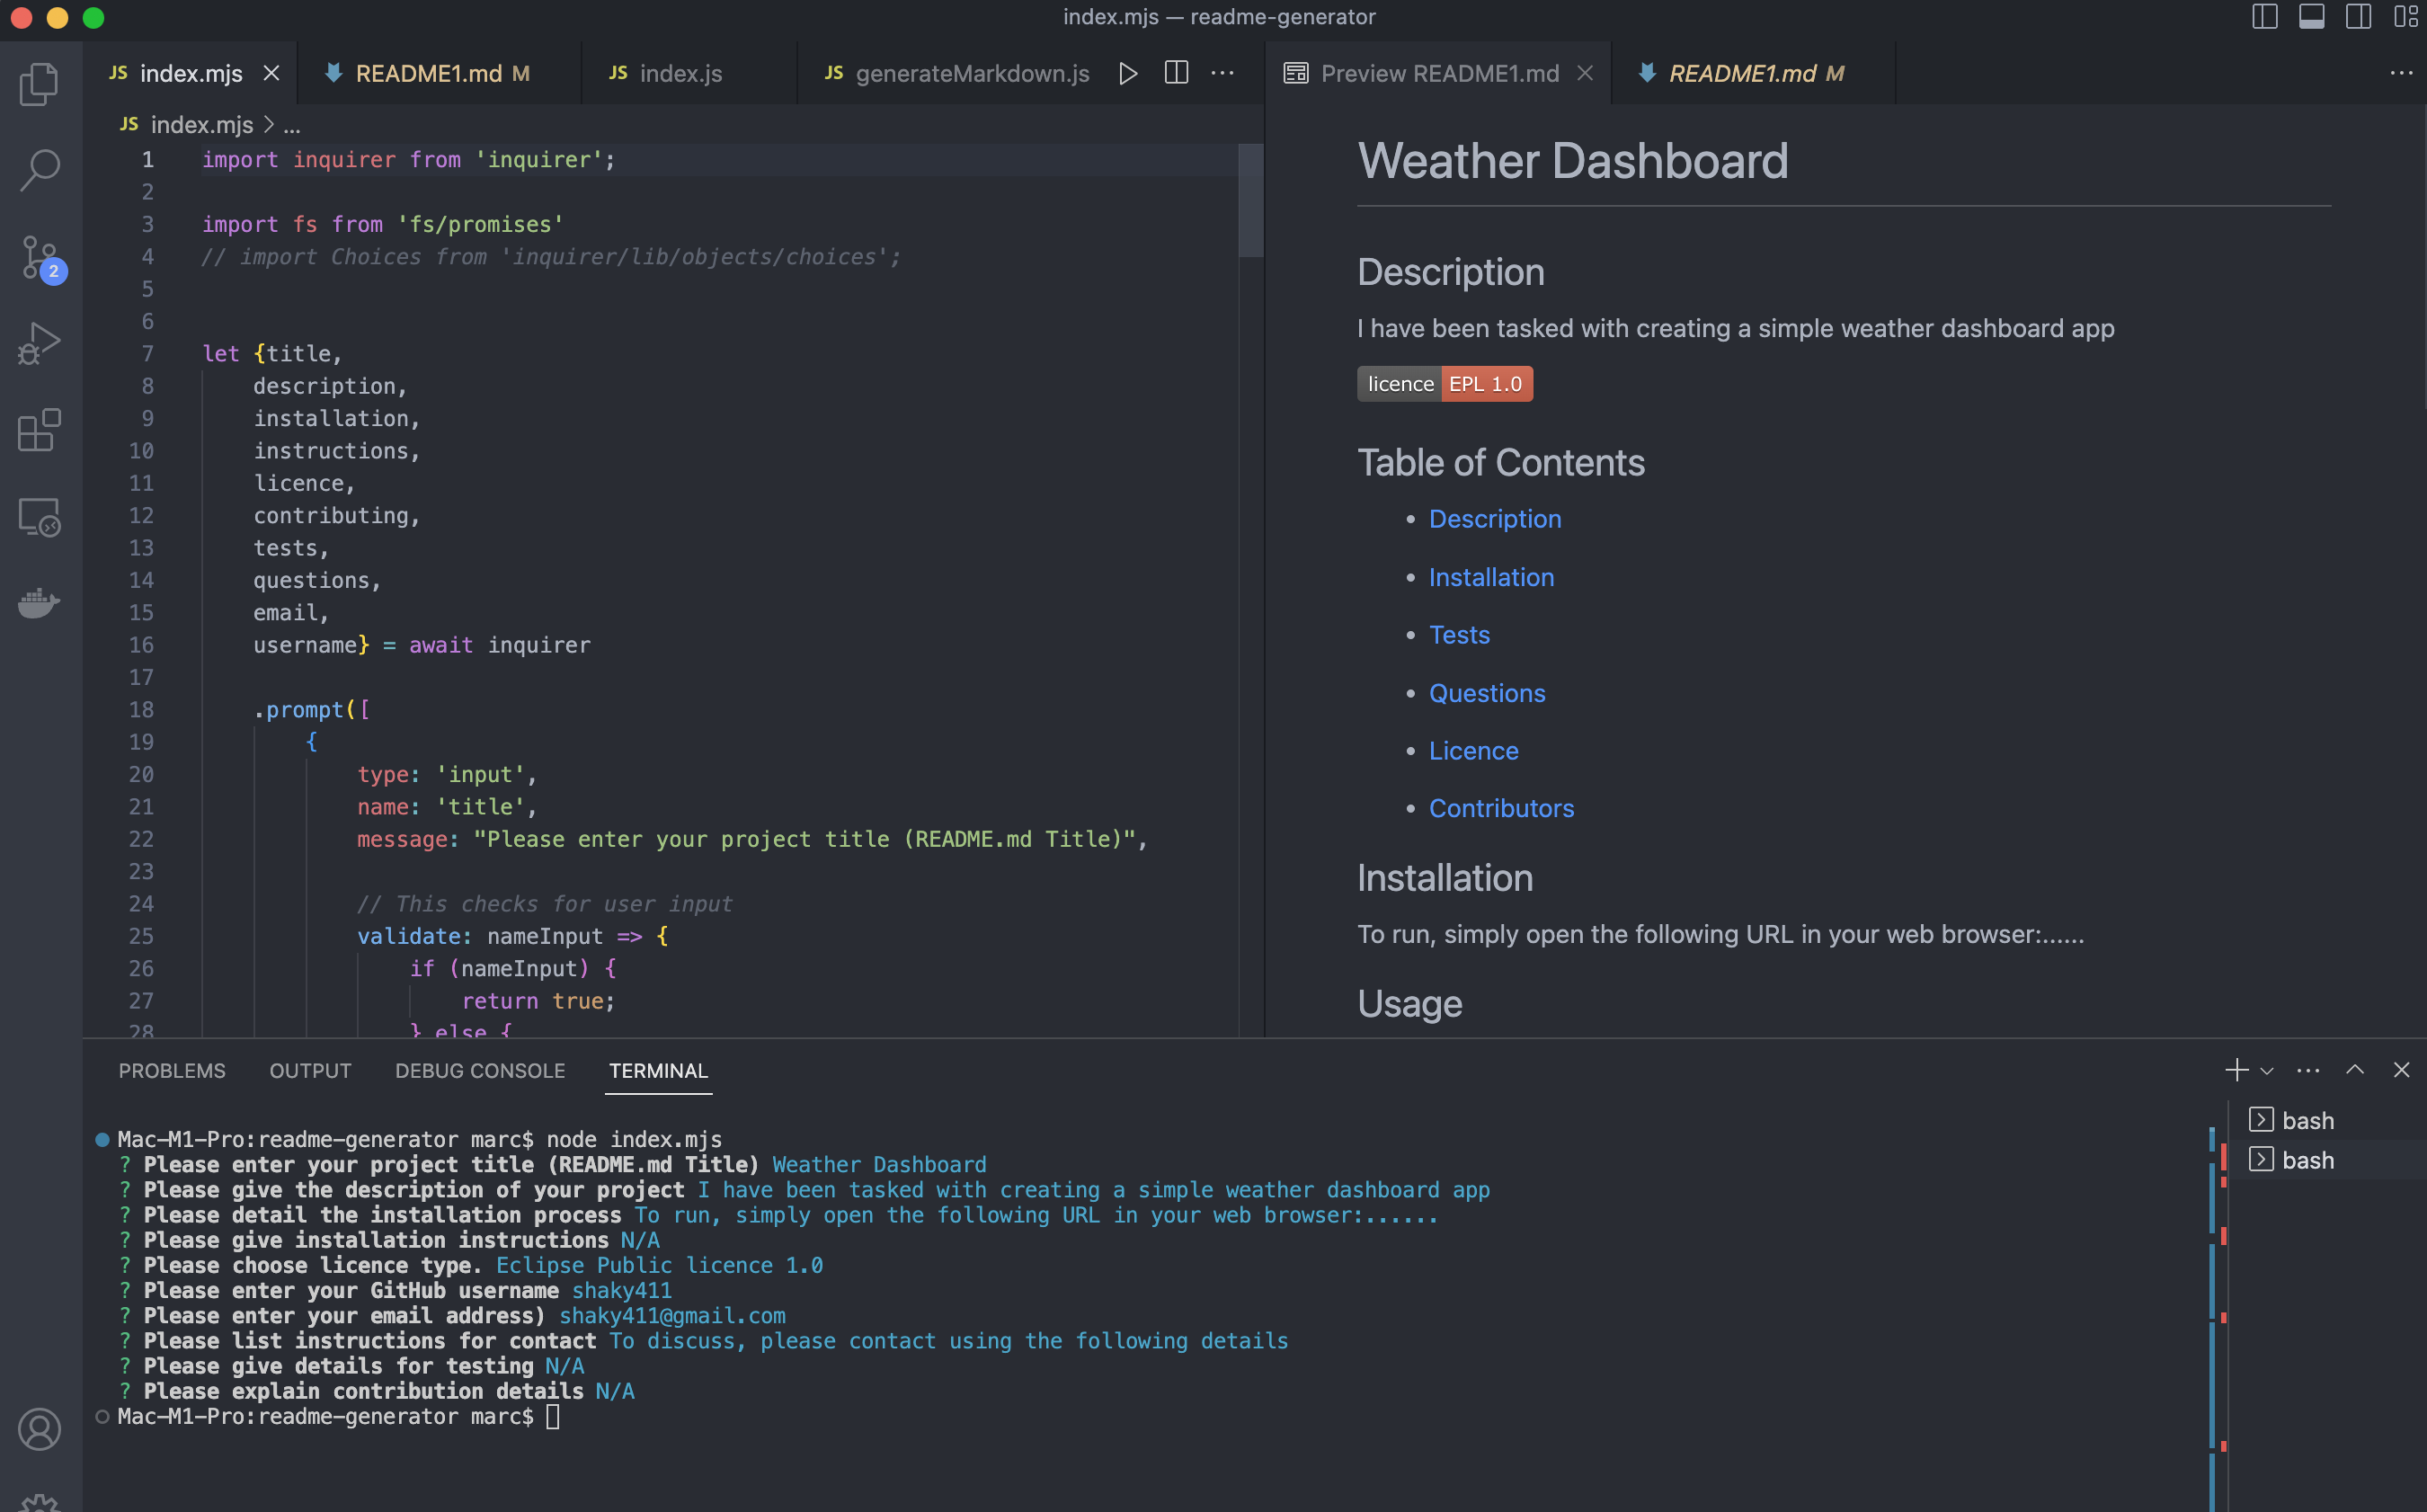 index.mjs — readme-generator
JS index.mjs
README1.md M
JS index.js
JS generateMarkdown.js
Preview README1.md
README1.md M
JS index.mjs > ...
1 import inquirer from 'inquirer';
2
3 import fs from 'fs/promises'
4 // import Choices from 'inquirer/lib/objects/choices';
5
6
7 let {title,
8 description,
9 installation,
10 instructions,
11 licence,
12 contributing,
13 tests,
14 questions,
15 email,
16 username} = await inquirer
17
18 .prompt([
19 {
20 type: 'input',
21 name: 'title',
22 message: "Please enter your project title (README.md Title)",
23
24 // This checks for user input
25 validate: nameInput => {
26 if (nameInput) {
27 return true;
28 } else {
2
Weather Dashboard
Description
I have been tasked with creating a simple weather dashboard app
licence EPL 1.0
Table of Contents
• Description
• Installation
• Tests
• Questions
• Licence
• Contributors
Installation
To run, simply open the following URL in your web browser:......
Usage
PROBLEMS OUTPUT DEBUG CONSOLE TERMINAL
Mac-M1-Pro:readme-generator marc$ node index.mjs
? Please enter your project title (README.md Title) Weather Dashboard
? Please give the description of your project I have been tasked with creating a simple weather dashboard app
? Please detail the installation process To run, simply open the following URL in your web browser:......
? Please give installation instructions N/A
? Please choose licence type. Eclipse Public licence 1.0
? Please enter your GitHub username shaky411
? Please enter your email address) shaky411@gmail.com
? Please list instructions for contact To discuss, please contact using the following details
? Please give details for testing N/A
? Please explain contribution details N/A
Mac-M1-Pro:readme-generator marc$
bash
bash